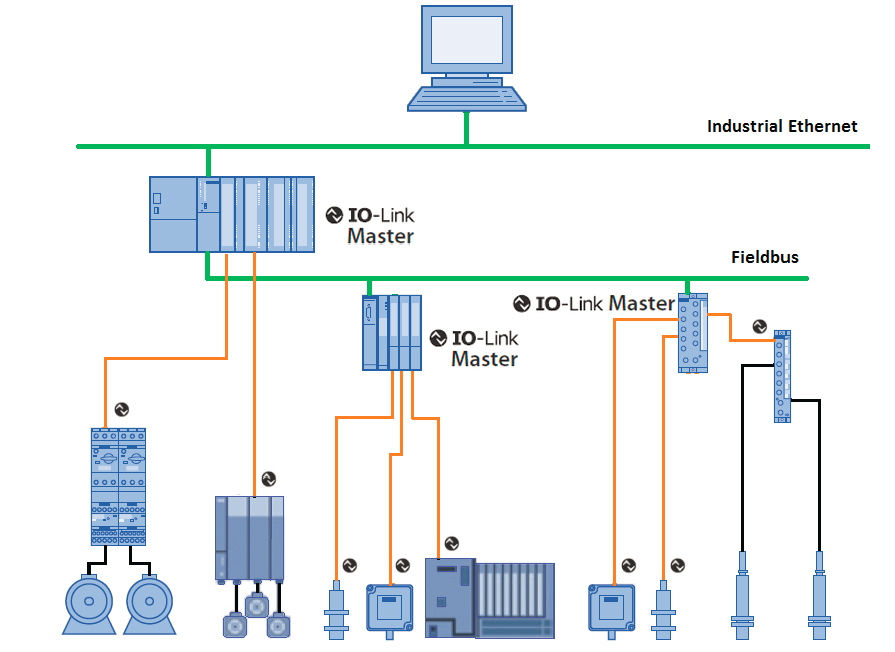 Industrial Ethernet
IO-Link
Master
Fieldbus
IO-Link Master
IO-Link
Master